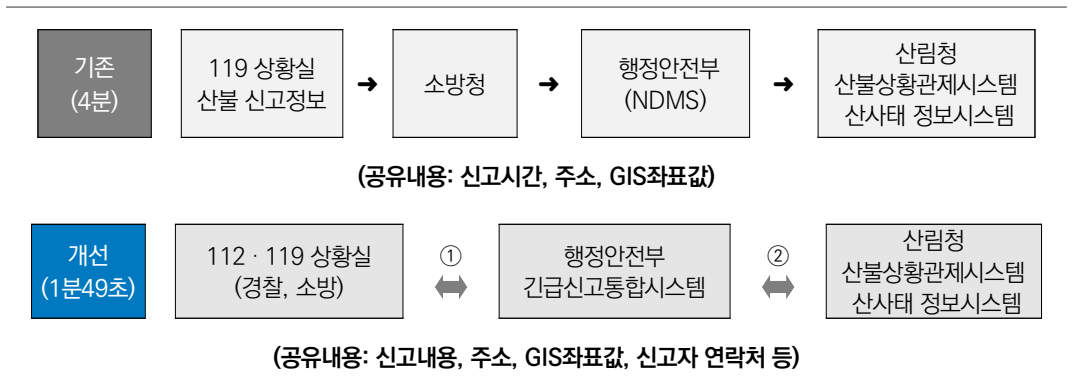 기존
(4분)
119 상황실
산불 신고정보
➜
소방청
➜
행정안전부
(NDMS)
➜
산림청
산불상황관제시스템
산사태 정보시스템
(공유내용: 신고시간, 주소, GIS좌표값)
개선
(1분49초)
112 · 119 상황실
(경찰, 소방)
①
행정안전부
긴급신고통합시스템
②
산림청
산불상황관제시스템
산사태 정보시스템
(공유내용: 신고내용, 주소, GIS좌표값, 신고자 연락처 등)